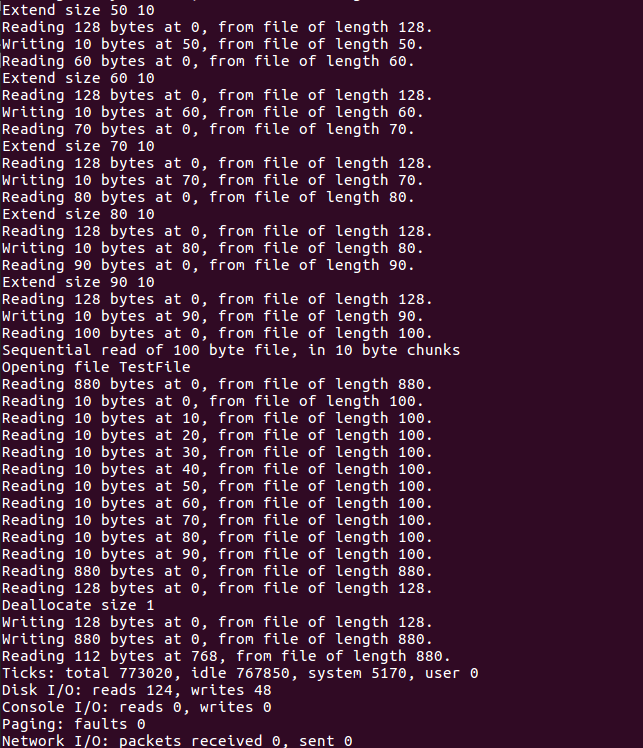 Extend size 50 10
Reading 128 bytes at 0, from file of length 128.
Writing 10 bytes at 50, from file of length 50.
Reading 60 bytes at 0, from file of length 60.
Extend size 60 10
Reading 128 bytes at 0, from file of length 128.
Writing 10 bytes at 60, from file of length 60.
Reading 70 bytes at 0, from file of length 70.
Extend size 70 10
Reading 128 bytes at 0, from file of length 128.
Writing 10 bytes at 70, from file of length 70.
Reading 80 bytes at 0, from file of length 80.
Extend size 80 10
Reading 128 bytes at 0, from file of length 128.
Writing 10 bytes at 80, from file of length 80.
Reading 90 bytes at 0, from file of length 90.
Extend size 90 10
Reading 128 bytes at 0, from file of length 128.
Writing 10 bytes at 90, from file of length 90.
Reading 100 bytes at 0, from file of length 100.
Sequential read of 100 byte file, in 10 byte chunks
Opening file TestFile
Reading 880 bytes at 0, from file of length 880.
Reading 10 bytes at 0, from file of length 100.
Reading 10 bytes at 10, from file of length 100.
Reading 10 bytes at 20, from file of length 100.
Reading 10 bytes at 30, from file of length 100.
Reading 10 bytes at 40, from file of length 100.
Reading 10 bytes at 50, from file of length 100.
Reading 10 bytes at 60, from file of length 100.
Reading 10 bytes at 70, from file of length 100.
Reading 10 bytes at 80, from file of length 100.
Reading 10 bytes at 90, from file of length 100.
Reading 880 bytes at 0, from file of length 880.
Reading 128 bytes at 0, from file of length 128.
Deallocate size 1
Writing 128 bytes at 0, from file of length 128.
Writing 880 bytes at 0, from file of length 880.
Reading 112 bytes at 768, from file of length 880.
Ticks: total 773020, idle 767850, system 5170, user 0
Disk I/O: reads 124, writes 48
Console I/O: reads 0, writes 0
Paging: faults 0
Network I/O: packets received 0, sent 0